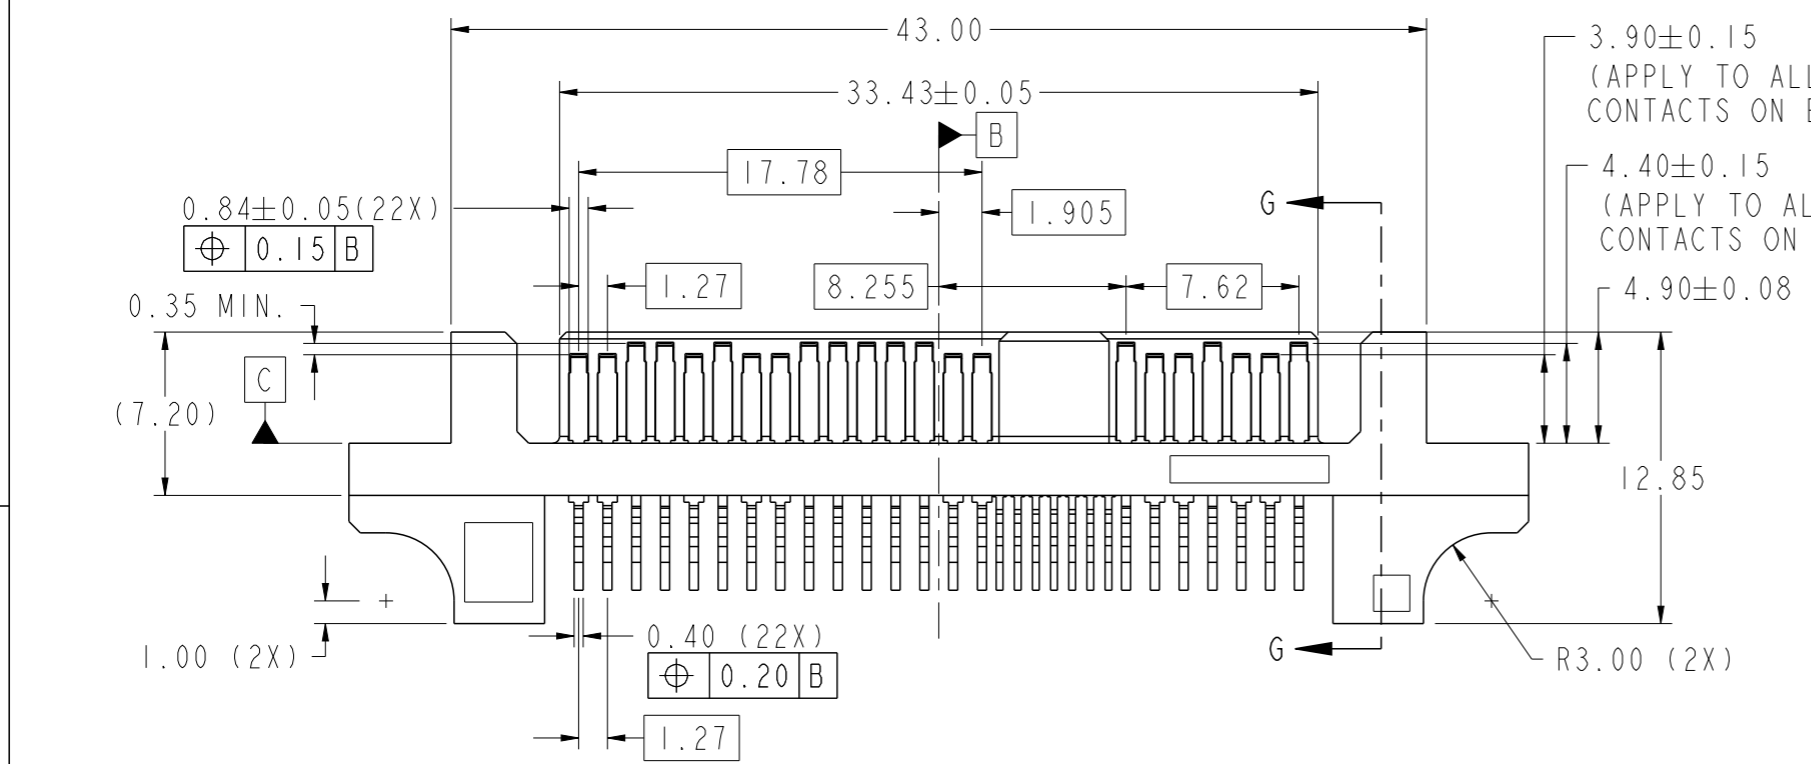 43.00
3.90±0.15
(APPLY TO ALL
CONTACTS ON
33.43±0.05
B
17.78
4.40±0.15
(APPLY TO
CONTACTS ON
0.84±0.05(22X)
1.905
G
⌖ 0.15 B
1.27
8.255
7.62
4.90±0.08
0.35 MIN.
C
(7.20)
12.85
1.00 (2X)
0.40 (22X)
G
R3.00 (2X)
⌖ 0.20 B
1.27